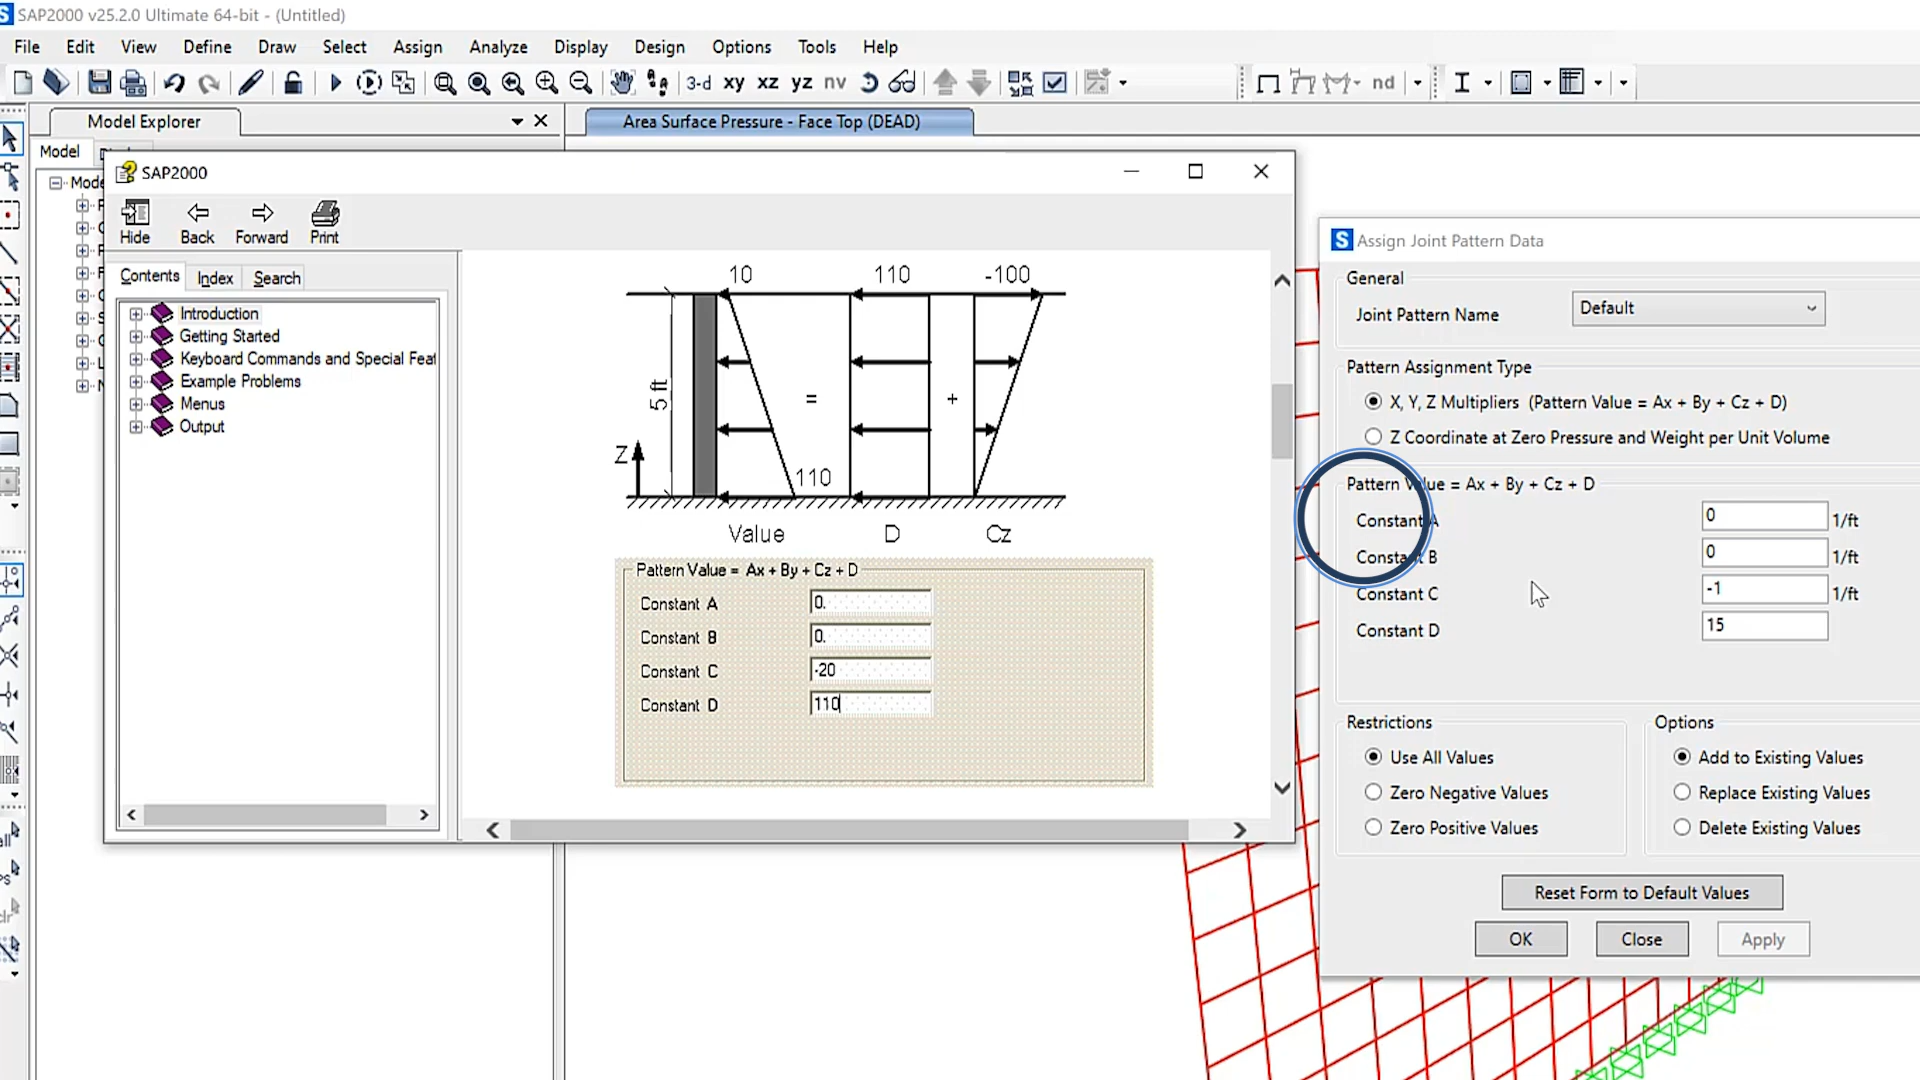 SAP2000 v25.2.0 Ultimate 64-bit - (Untitled)
File Edit View Define Draw Select Assign Analyze Display Design Options Tools Help
3-d xy xz yz nv nd
Model Explorer
Area Surface Pressure - Face Top (DEAD)
Model
SAP2000
Hide Back Forward Print
Contents Index Search
Introduction
Getting Started
Keyboard Commands and Special Feat
Example Problems
Menus
Output
10 110 -100
5 ft
= +
Z
110
Value D Cz
Pattern Value = Ax + By + Cz + D
Constant A 0.
Constant B 0.
Constant C -20
Constant D 110
Assign Joint Pattern Data
General
Joint Pattern Name Default
Pattern Assignment Type
X, Y, Z Multipliers (Pattern Value = Ax + By + Cz + D)
Z Coordinate at Zero Pressure and Weight per Unit Volume
Pattern Value = Ax + By + Cz + D
Constant A 0 1/ft
Constant B 0 1/ft
Constant C -1 1/ft
Constant D 15
Restrictions
Use All Values
Zero Negative Values
Zero Positive Values
Options
Add to Existing Values
Replace Existing Values
Delete Existing Values
Reset Form to Default Values
OK Close Apply